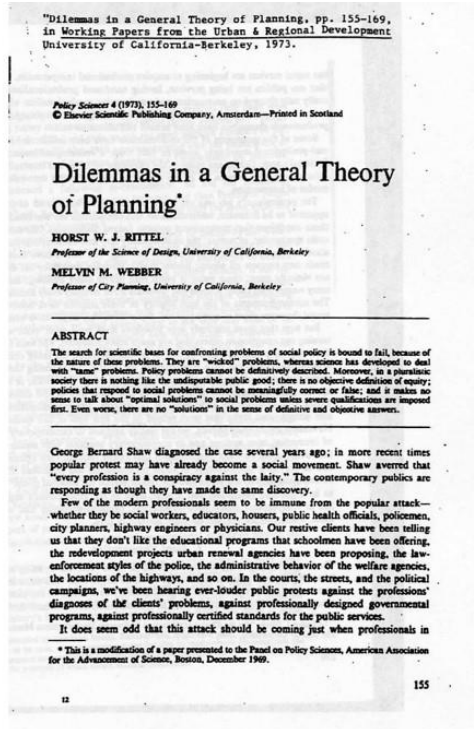 "Dilemmas in a General Theory of Planning, pp. 155-169,
in Working Papers from the Urban & Regional Development
University of California-Berkeley, 1973.
Policy Sciences 4 (1973), 155-169
© Elsevier Scientific Publishing Company, Amsterdam—Printed in Scotland
Dilemmas in a General Theory
of Planning*
HORST W. J. RITTEL
Professor of the Science of Design, University of California, Berkeley
MELVIN M. WEBBER
Professor of City Planning, University of California, Berkeley
ABSTRACT
The search for scientific bases for confronting problems of social policy is bound to fail, because of
the nature of these problems. They are "wicked" problems, whereas science has developed to deal
with "tame" problems. Policy problems cannot be definitively described. Moreover, in a pluralistic
society there is nothing like the undisputable public good; there is no objective definition of equity;
policies that respond to social problems cannot be meaningfully correct or false; and it makes no
sense to talk about "optimal solutions" to social problems unless severe qualifications are imposed
first. Even worse, there are no "solutions" in the sense of definitive and objective answers.
George Bernard Shaw diagnosed the case several years ago; in more recent times
popular protest may have already become a social movement. Shaw averred that
"every profession is a conspiracy against the laity." The contemporary publics are
responding as though they have made the same discovery.
Few of the modern professionals seem to be immune from the popular attack—
whether they be social workers, educators, housers, public health officials, policemen,
city planners, highway engineers or physicians. Our restive clients have been telling
us that they don't like the educational programs that schoolmen have been offering,
the redevelopment projects urban renewal agencies have been proposing, the law-
enforcement styles of the police, the administrative behavior of the welfare agencies,
the locations of the highways, and so on. In the courts, the streets, and the political
campaigns, we've been hearing ever-louder public protests against the professions'
diagnoses of the clients' problems, against professionally designed governmental
programs, against professionally certified standards for the public services.
It does seem odd that this attack should be coming just when professionals in
* This is a modification of a paper presented to the Panel on Policy Sciences, American Association
for the Advancement of Science, Boston, December 1969.
155
12